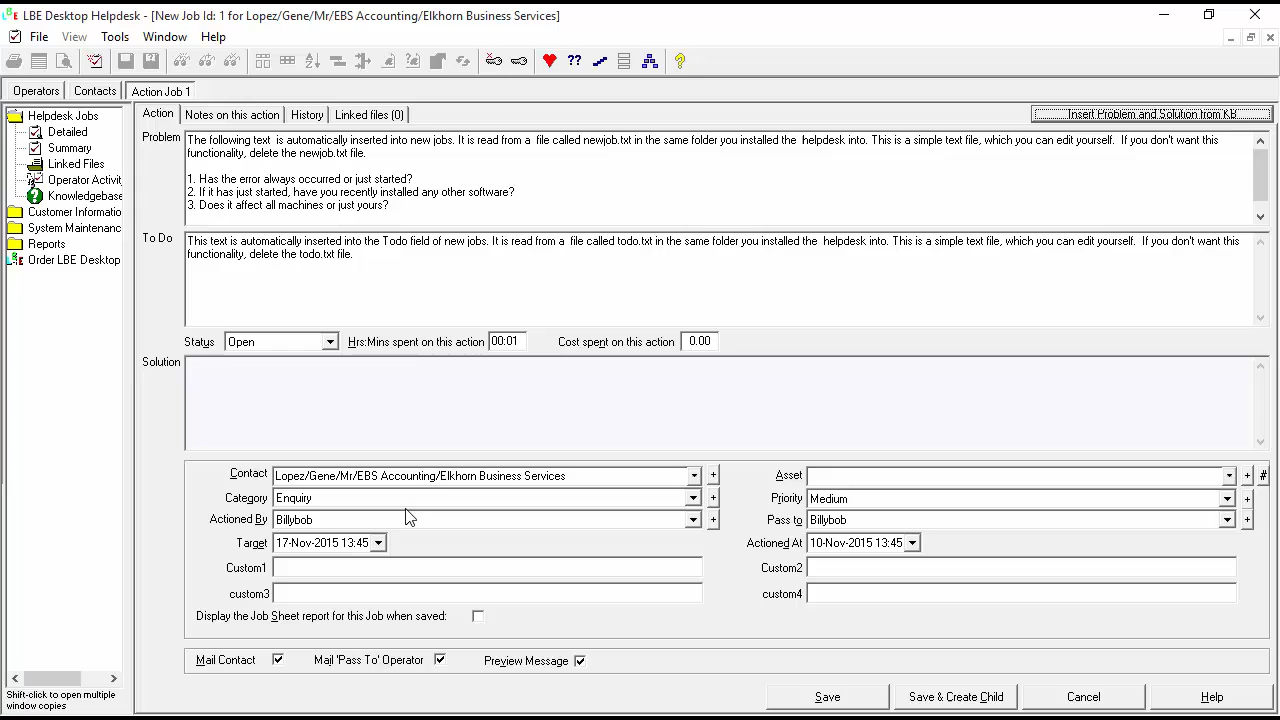 LBE Desktop Helpdesk - [New Job Id: 1 for Lopez/Gene/Mr/EBS Accounting/Elkhorn Business Services]
File View Tools Window Help
Operators Contacts Action Job 1
Helpdesk Jobs
Detailed
Summary
Linked Files
Operator Activit
Knowledgebase
Customer Informatio
System Maintenanc
Reports
Order LBE Desktop
Shift-click to open multiple
window copies
Action Notes on this action History Linked files (0) Insert Problem and Solution from KB
Problem
The following text is automatically inserted into new jobs. It is read from a file called newjob.txt in the same folder you installed the helpdesk into. This is a simple text file, which you can edit yourself. If you don't want this
functionality, delete the newjob.txt file.
1. Has the error always occurred or just started?
2. If it has just started, have you recently installed any other software?
3. Does it affect all machines or just yours?
To Do
This text is automatically inserted into the Todo field of new jobs. It is read from a file called todo.txt in the same folder you installed the helpdesk into. This is a simple text file, which you can edit yourself. If you don't want this
functionality, delete the todo.txt file.
Status Open Hrs:Mins spent on this action 00:01 Cost spent on this action 0.00
Solution
Contact Lopez/Gene/Mr/EBS Accounting/Elkhorn Business Services + Asset + #
Category Enquiry + Priority Medium +
Actioned By Billybob + Pass to Billybob +
Target 17-Nov-2015 13:45 Actioned At 10-Nov-2015 13:45
Custom1 Custom2
custom3 custom4
Display the Job Sheet report for this Job when saved:
Mail Contact Mail 'Pass To' Operator Preview Message
Save Save & Create Child Cancel Help